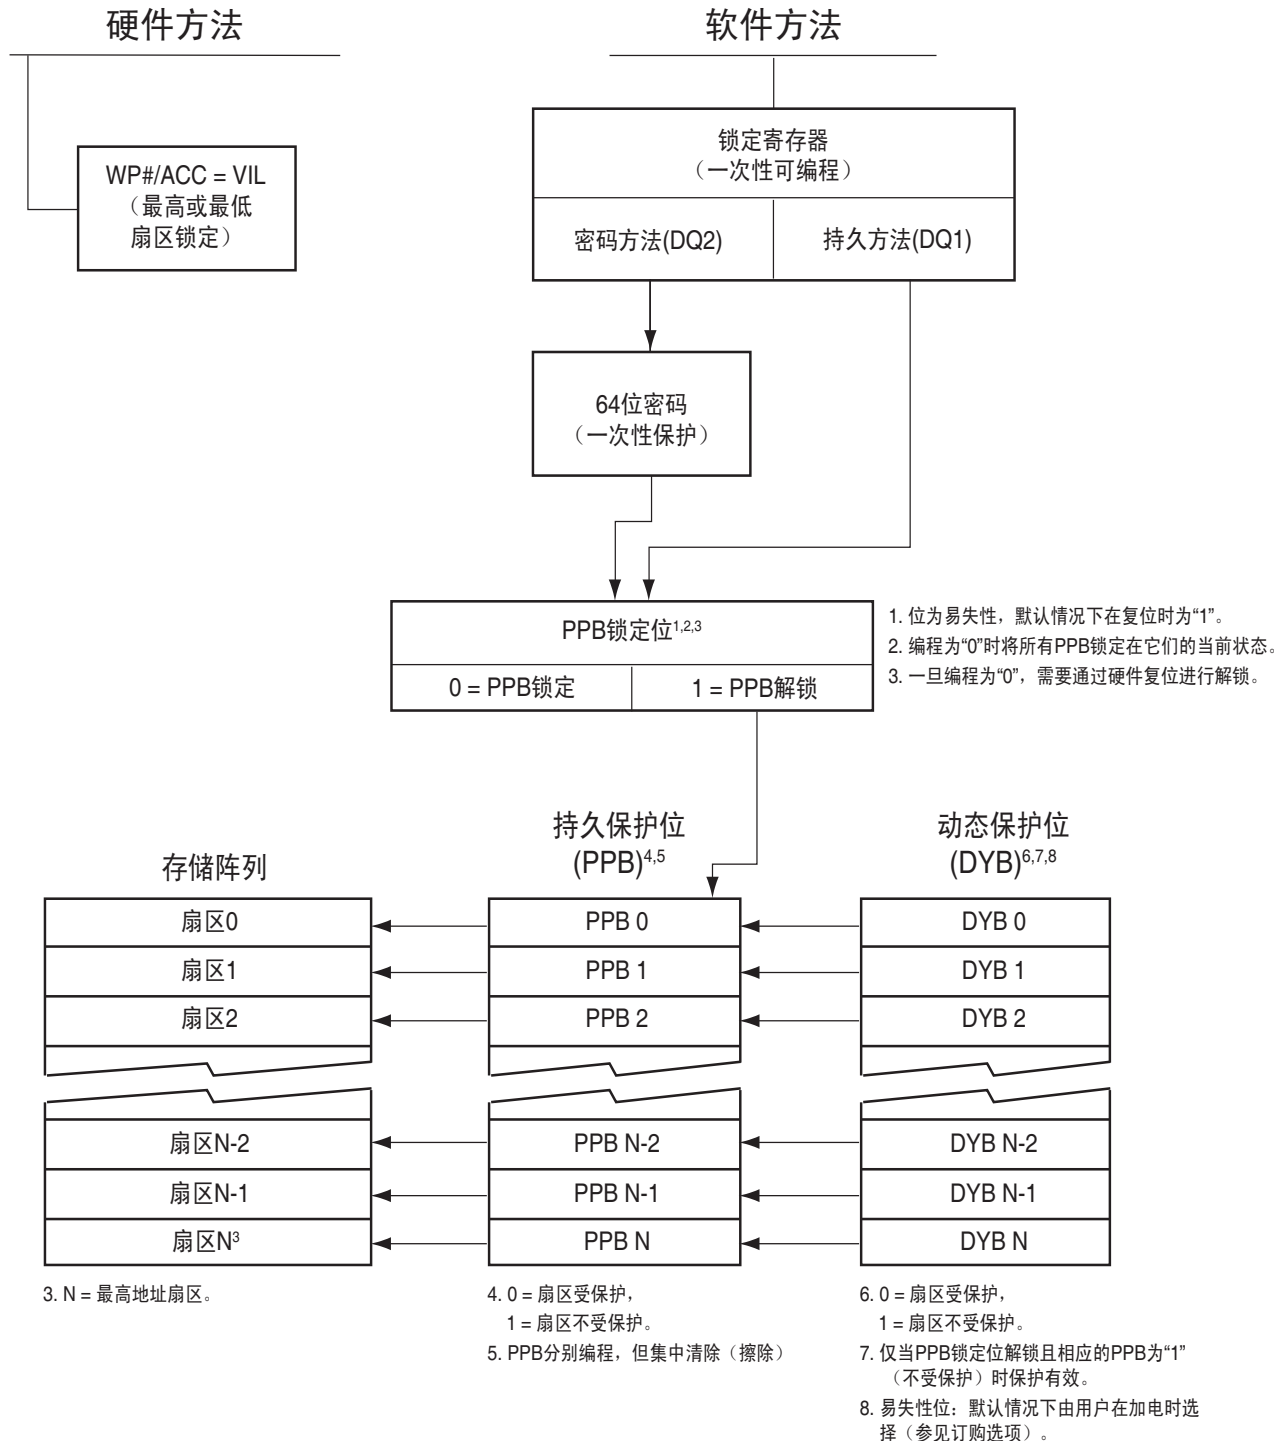 硬件方法
软件方法
WP#/ACC = VIL
（最高或最低
扇区锁定）
锁定寄存器
（一次性可编程）
密码方法(DQ2)
持久方法(DQ1)
64位密码
（一次性保护）
PPB锁定位1,2,3
0 = PPB锁定
1 = PPB解锁
1. 位为易失性，默认情况下在复位时为“1”。
2. 编程为“0”时将所有PPB锁定在它们的当前状态。
3. 一旦编程为“0”，需要通过硬件复位进行解锁。
存储阵列
持久保护位
(PPB)4,5
动态保护位
(DYB)6,7,8
扇区0
PPB 0
DYB 0
扇区1
PPB 1
DYB 1
扇区2
PPB 2
DYB 2
扇区N-2
PPB N-2
DYB N-2
扇区N-1
PPB N-1
DYB N-1
扇区N3
PPB N
DYB N
3. N = 最高地址扇区。
4. 0 = 扇区受保护，
1 = 扇区不受保护。
5. PPB分别编程，但集中清除（擦除）
6. 0 = 扇区受保护，
1 = 扇区不受保护。
7. 仅当PPB锁定位解锁且相应的PPB为“1”
（不受保护）时保护有效。
8. 易失性位：默认情况下由用户在加电时选
择（参见订购选项）。